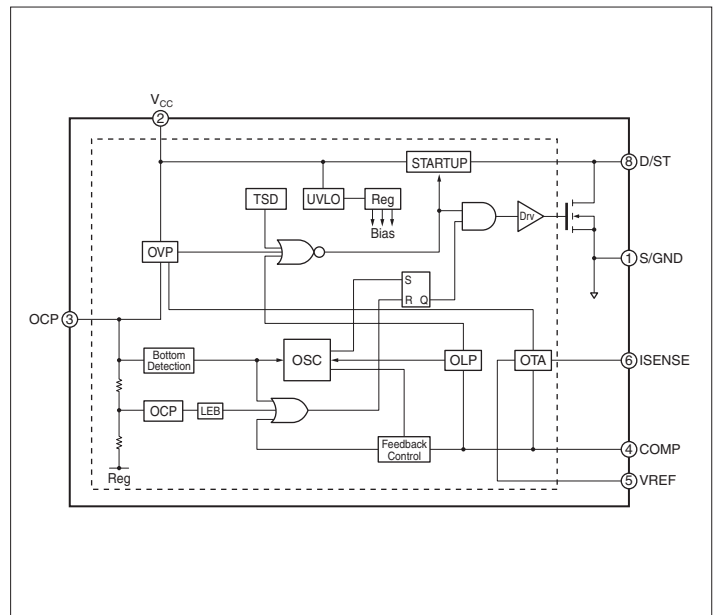 VCC
2
STARTUP
8 D/ST
TSD
UVLO
Reg
Drv
Bias
OVP
1 S/GND
S
R Q
OCP 3
Bottom
Detection
OSC
OLP
OTA
6 ISENSE
OCP
LEB
Feedback
Control
4 COMP
Reg
5 VREF